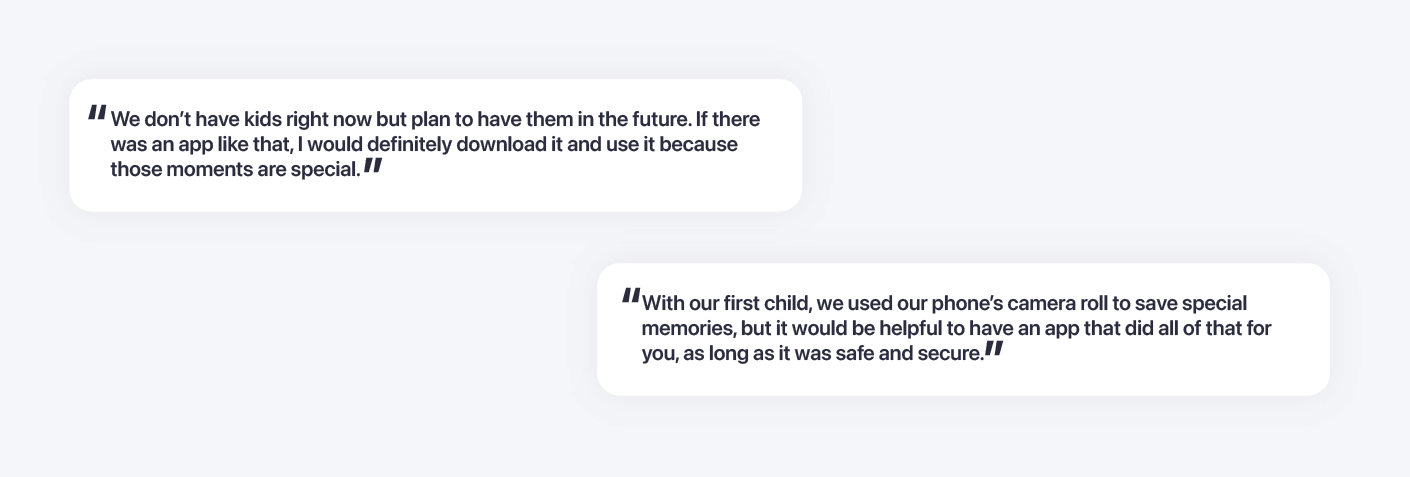 "We don’t have kids right now but plan to have them in the future. If there
was an app like that, I would definitely download it and use it because
those moments are special."
"With our first child, we used our phone’s camera roll to save special
memories, but it would be helpful to have an app that did all of that for
you, as long as it was safe and secure."